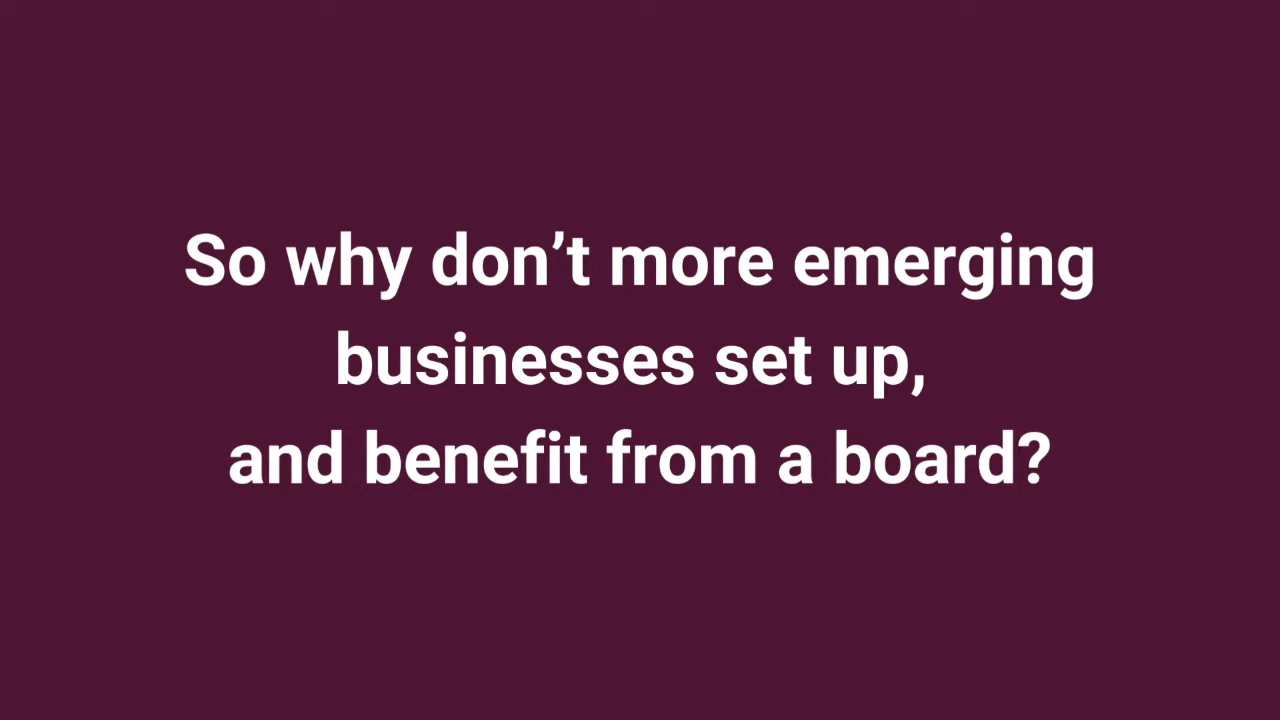 So why don’t more emerging
businesses set up,
and benefit from a board?